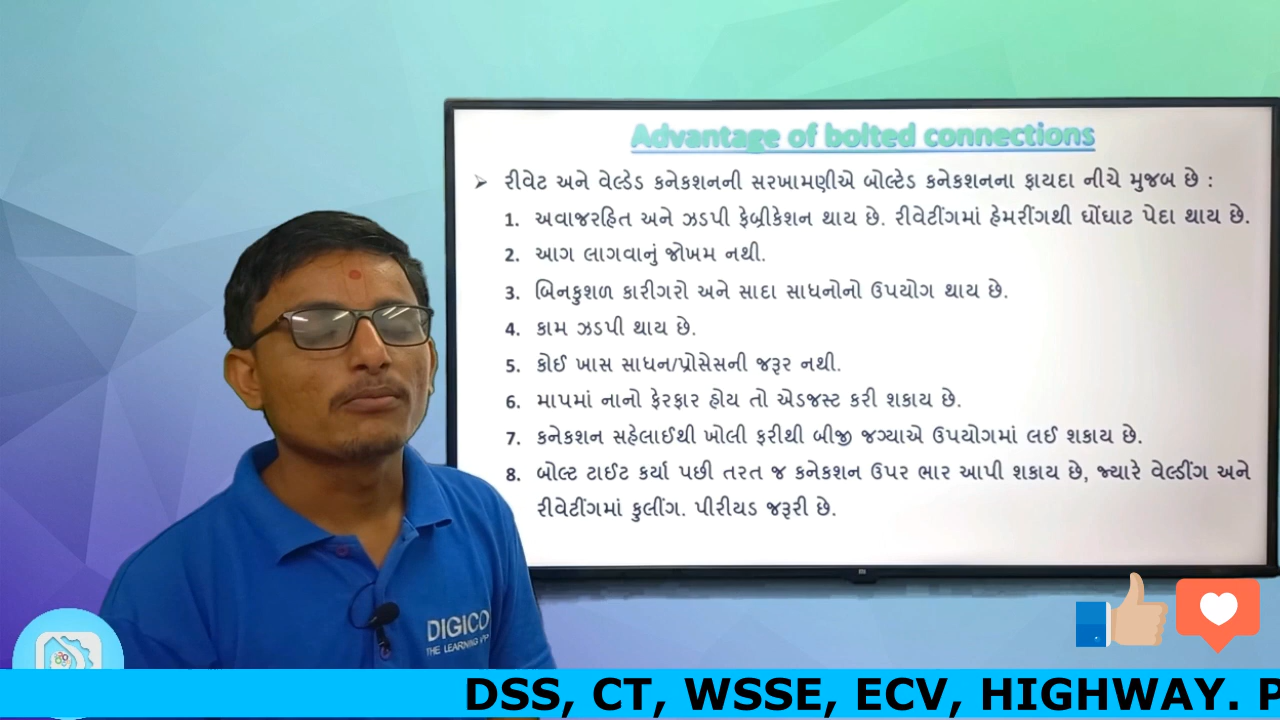 Advantage of bolted connections
➢ રીવેટ અને વેલ્ડેડ કનેકશનની સરખામણીએ બોલ્ટેડ કનેકશનના ફાયદા નીચે મુજબ છે :
1. અવાજરહિત અને ઝડપી ફેબ્રીકેશન થાય છે. રીવેટીંગમાં હેમરીંગથી ઘોંઘાટ પેદા થાય છે.
2. આગ લાગવાનું જોખમ નથી.
3. બિનકુશળ કારીગરો અને સાદા સાધનોનો ઉપયોગ થાય છે.
4. કામ ઝડપી થાય છે.
5. કોઈ ખાસ સાધન/પ્રોસેસની જરૂર નથી.
6. માપમાં નાનો ફેરફાર હોય તો એડજસ્ટ કરી શકાય છે.
7. કનેકશન સહેલાઈથી ખોલી ફરીથી બીજી જગ્યાએ ઉપયોગમાં લઈ શકાય છે.
8. બોલ્ટ ટાઈટ કર્યા પછી તરત જ કનેકશન ઉપર ભાર આપી શકાય છે, જ્યારે વેલ્ડીંગ અને
રીવેટીંગમાં કુલીંગ. પીરીયડ જરૂરી છે.
DIGICO
THE LEARNING
DSS, CT, WSSE, ECV, HIGHWAY. P